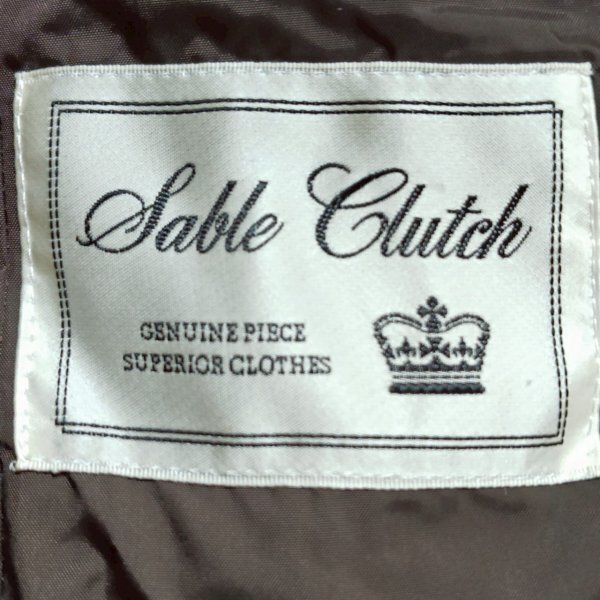 Sable Clutch
GENUINE PIECE
SUPERIOR CLOTHES